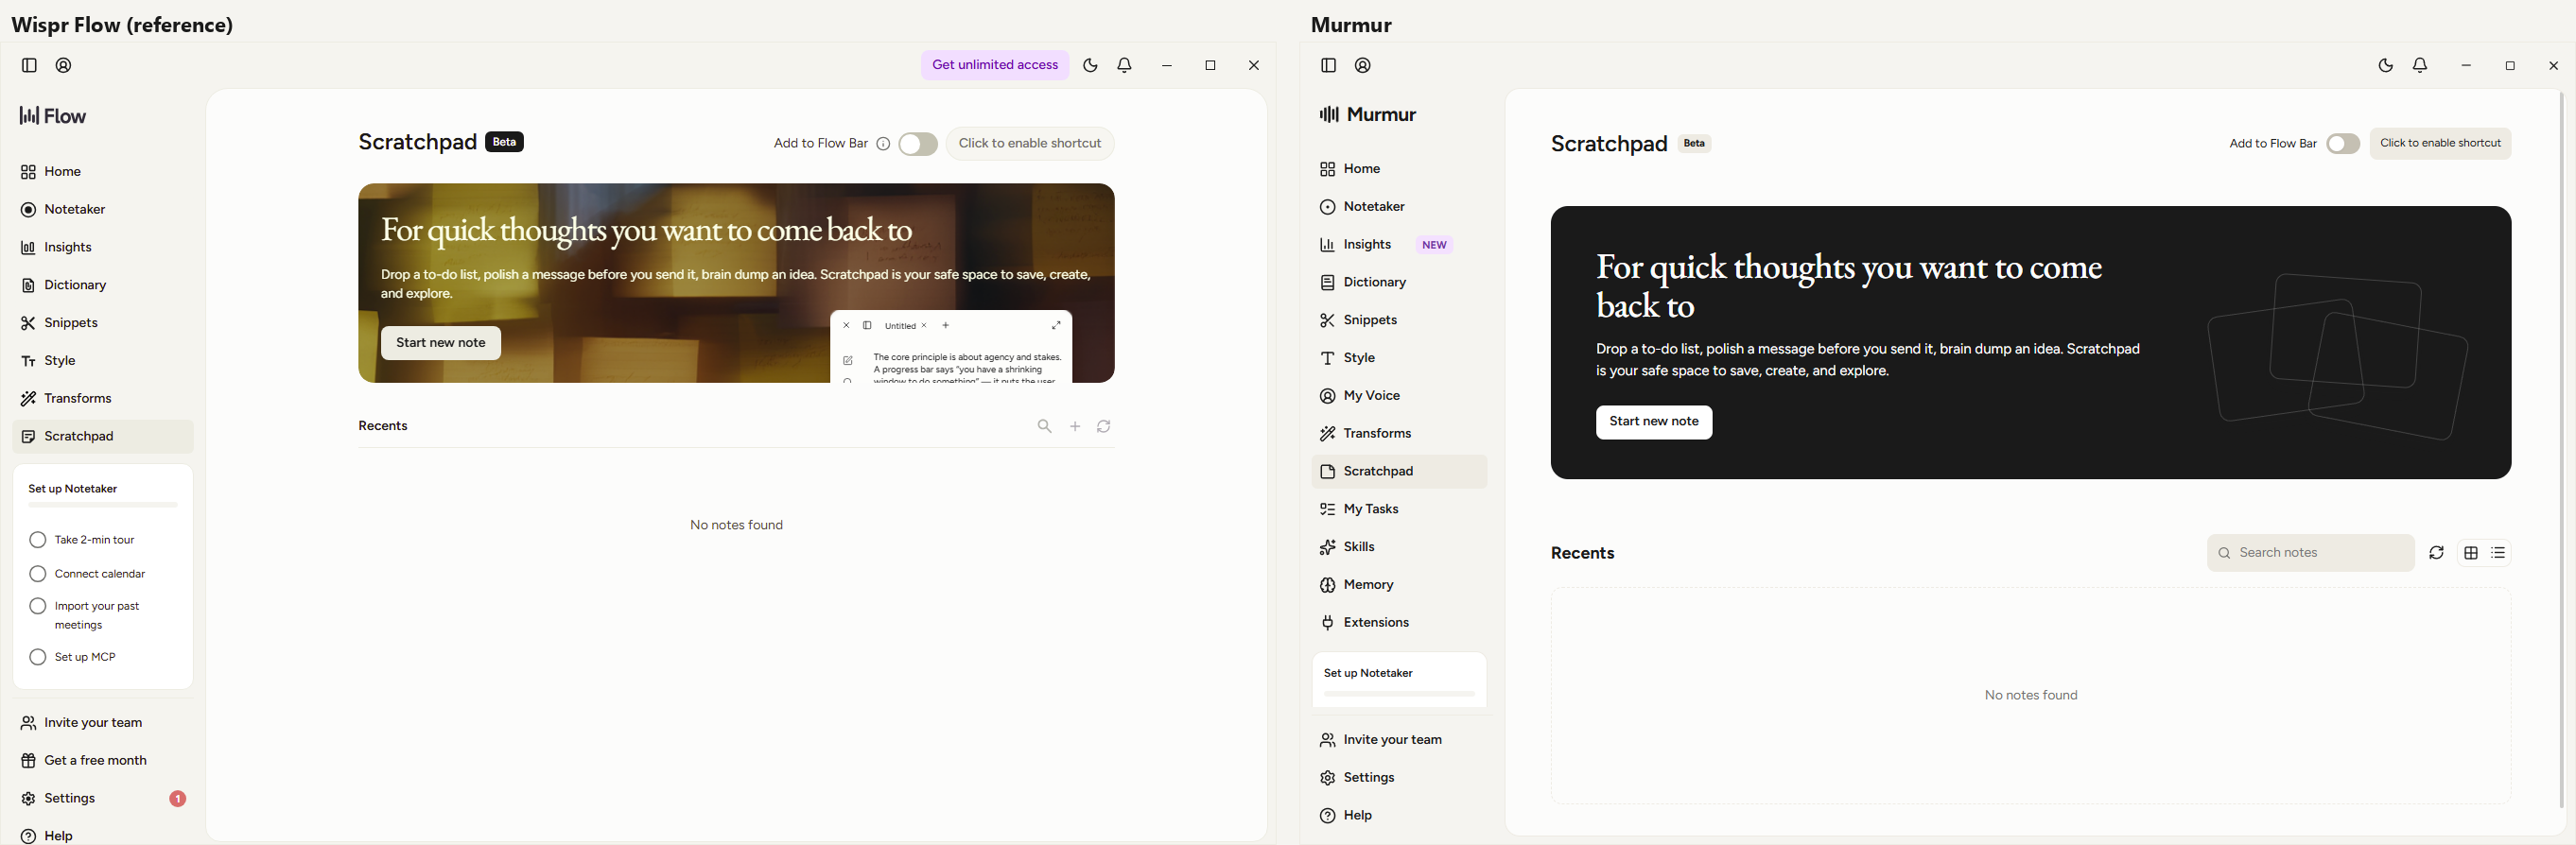 Wispr Flow (reference)
Get unlimited access
Flow
Home
Notetaker
Insights
Dictionary
Snippets
Style
Transforms
Scratchpad
Set up Notetaker
Take 2-min tour
Connect calendar
Import your past
meetings
Set up MCP
Invite your team
Get a free month
Settings 1
Help
Scratchpad Beta
Add to Flow Bar Click to enable shortcut
For quick thoughts you want to come back to
Drop a to-do list, polish a message before you send it, brain dump an idea. Scratchpad is your safe space to save, create,
and explore.
Start new note
Untitled
The core principle is about agency and stakes.
A progress bar says "you have a shrinking
window to do something" — it puts the user
Recents
No notes found
Murmur
Murmur
Home
Notetaker
Insights NEW
Dictionary
Snippets
Style
My Voice
Transforms
Scratchpad
My Tasks
Skills
Memory
Extensions
Set up Notetaker
Invite your team
Settings
Help
Scratchpad Beta
Add to Flow Bar Click to enable shortcut
For quick thoughts you want to come
back to
Drop a to-do list, polish a message before you send it, brain dump an idea. Scratchpad
is your safe space to save, create, and explore.
Start new note
Recents
Search notes
No notes found